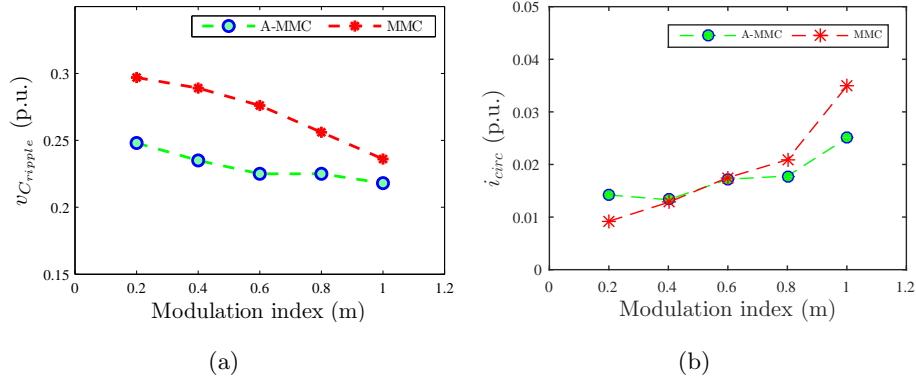 A-MMC MMC
0.3
0.25
0.2
0.15
v_{C_{ripple}} (p.u.)
0 0.2 0.4 0.6 0.8 1.0 1.2
Modulation index (m)
(a)
A-MMC MMC
0.05
0.04
0.03
0.02
0.01
0
i_{circ} (p.u.)
0 0.2 0.4 0.6 0.8 1 1.2
Modulation index (m)
(b)